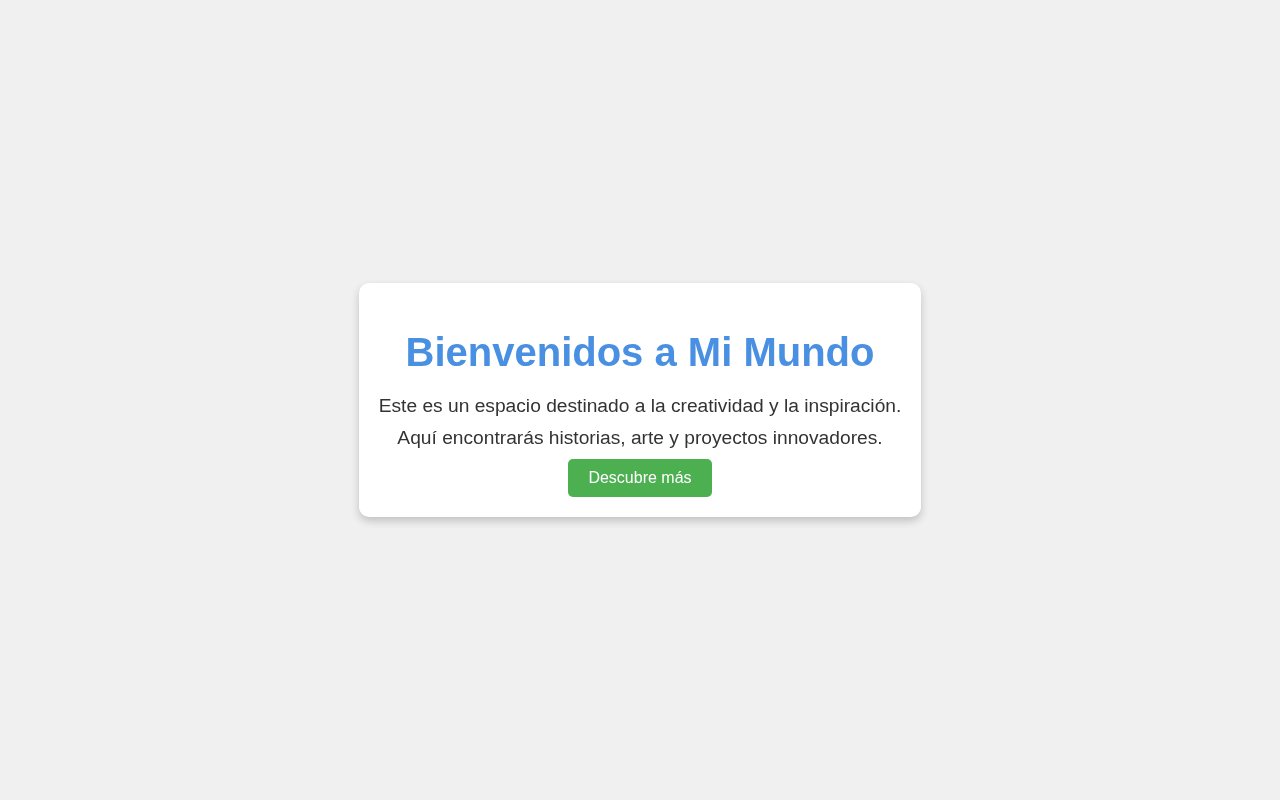 Bienvenidos a Mi Mundo
Este es un espacio destinado a la creatividad y la inspiración.
Aquí encontrarás historias, arte y proyectos innovadores.
Descubre más